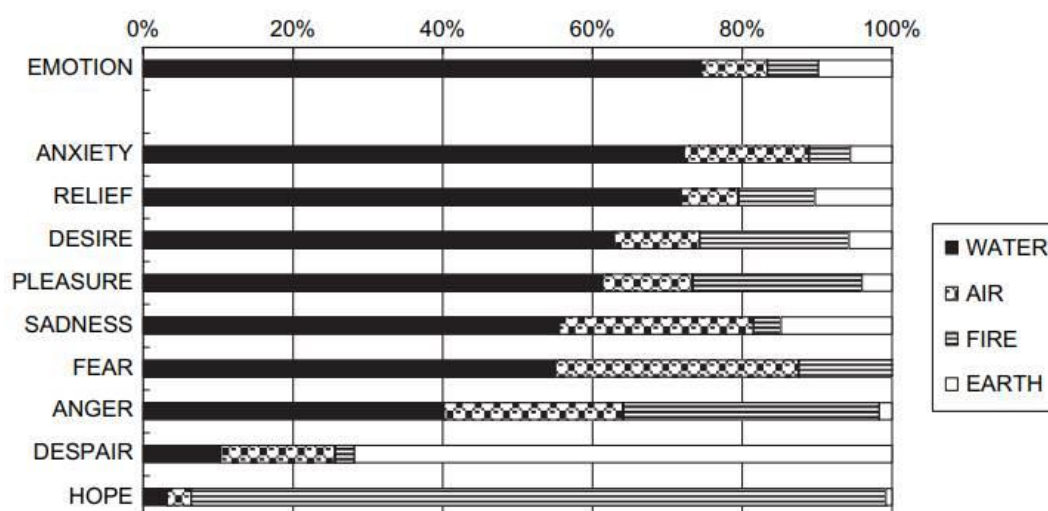 0% 20% 40% 60% 80% 100%
EMOTION
ANXIETY
RELIEF
DESIRE
PLEASURE
SADNESS
FEAR
ANGER
DESPAIR
HOPE
WATER
AIR
FIRE
EARTH